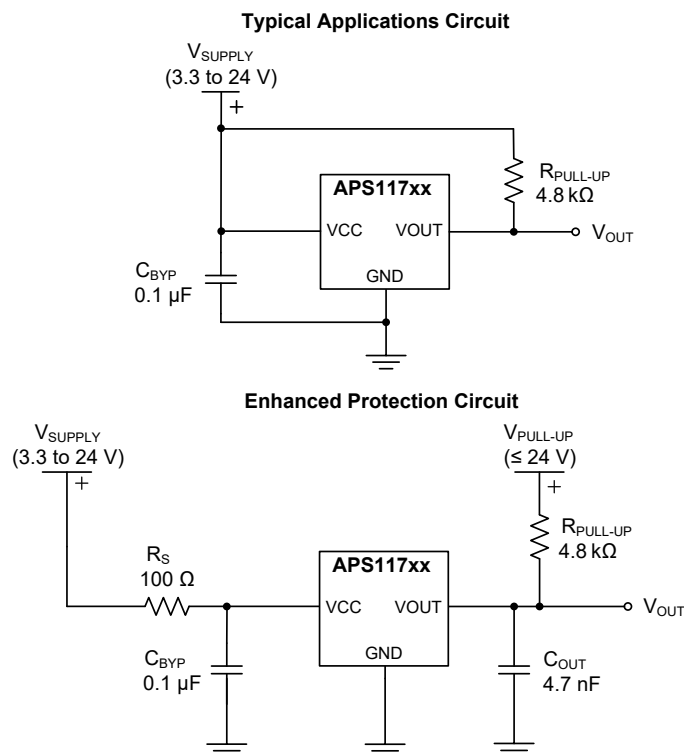 Typical Applications Circuit
VSUPPLY
(3.3 to 24 V)
+
APS117xx
VCC VOUT
GND
RPULL-UP
4.8 kΩ
VOUT
CBYP
0.1 µF
Enhanced Protection Circuit
VSUPPLY
(3.3 to 24 V)
+
VPULL-UP
(≤ 24 V)
+
RPULL-UP
4.8 kΩ
RS
100 Ω
APS117xx
VCC VOUT
GND
VOUT
CBYP
0.1 µF
COUT
4.7 nF